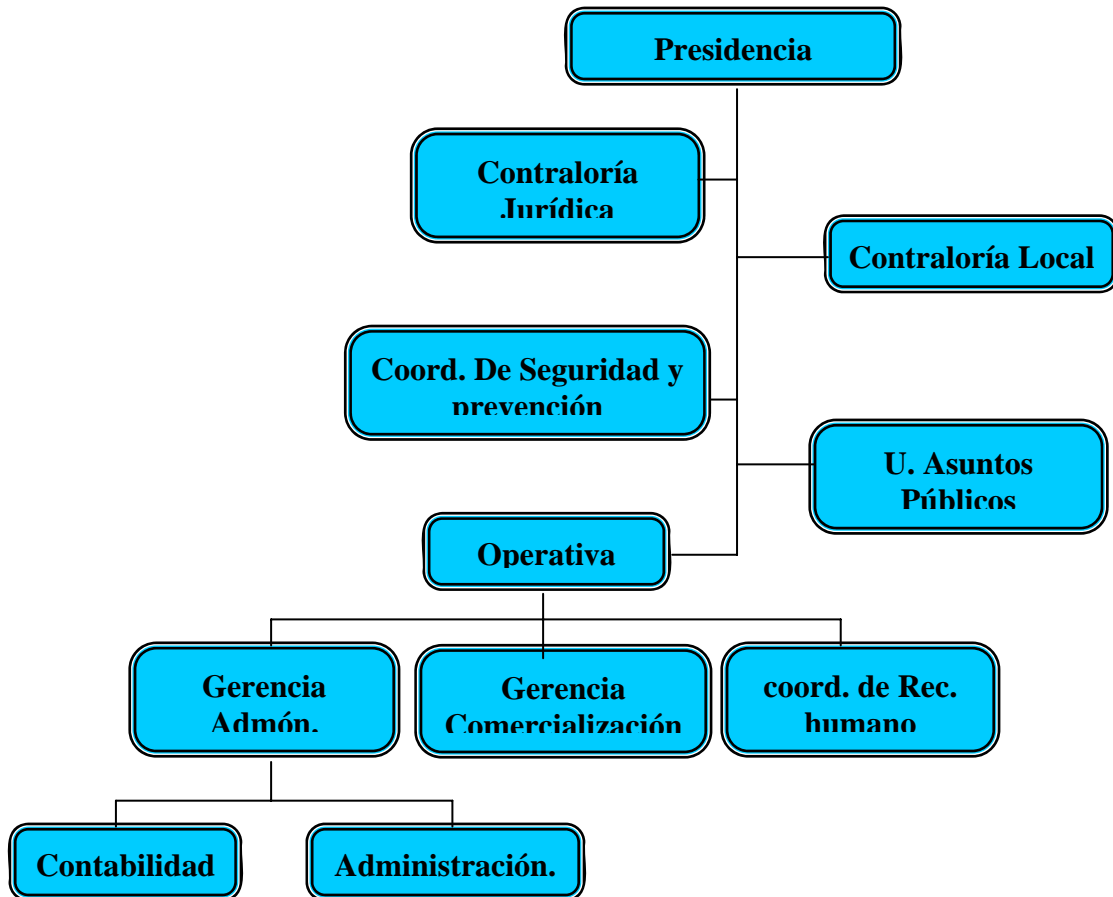 Presidencia
Contraloría
Jurídica
Contraloría Local
Coord. De Seguridad y
prevención
U. Asuntos
Públicos
Operativa
Gerencia
Admón.
Gerencia
Comercialización
coord. de Rec.
humano
Contabilidad
Administración.